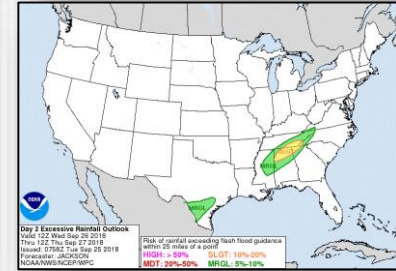 MRGL
SLGT
MRGL
NOAA
Day 2 Excessive Rainfall Outlook
Valid 12Z Wed Sep 26 2018
Thru 12Z Thu Sep 27 2018
Issued: 0758Z Tue Sep 25 2018
Forecaster: JACKSON
NOAA/NWS/NCEP/WPC
Risk of rainfall exceeding flash flood guidance
within 25 miles of a point
HIGH: > 50% SLGT: 10%-20%
MDT: 20%-50% MRGL: 5%-10%